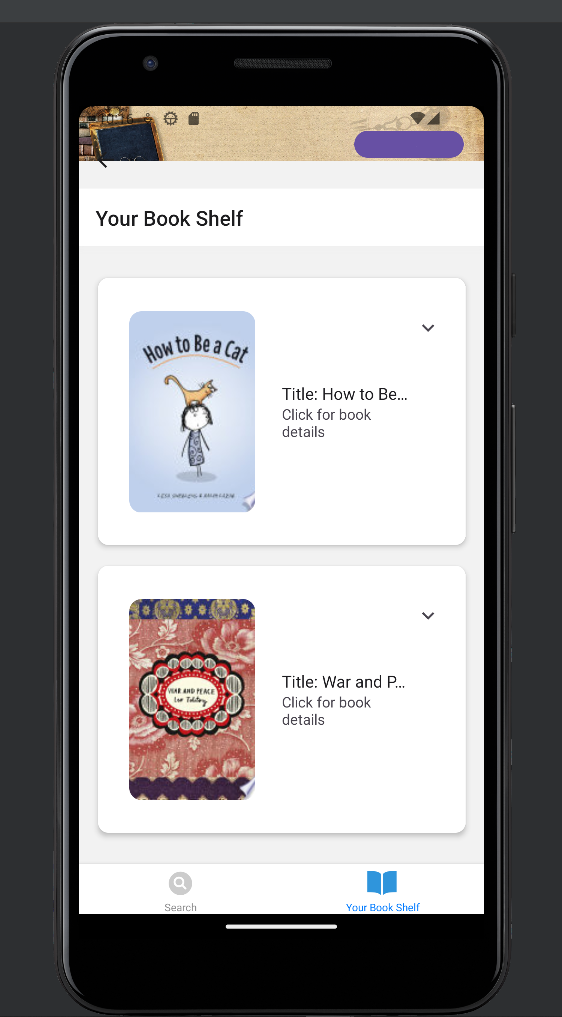 Your Book Shelf
How to Be a Cat
Title: How to Be...
Click for book
details
WAR AND PEACE
Leo Tolstoy
Title: War and P...
Click for book
details
Search
Your Book Shelf